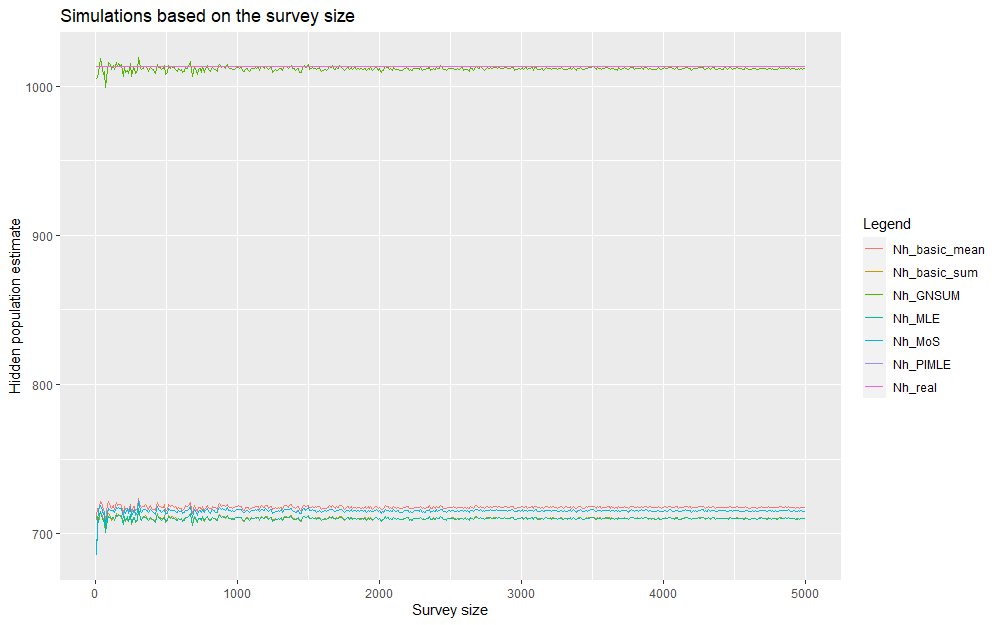 Simulations based on the survey size
Hidden population estimate
1000
900
800
700
0
1000
2000
3000
4000
5000
Survey size
Legend
Nh_basic_mean
Nh_basic_sum
Nh_GNSUM
Nh_MLE
Nh_MoS
Nh_PIMLE
Nh_real